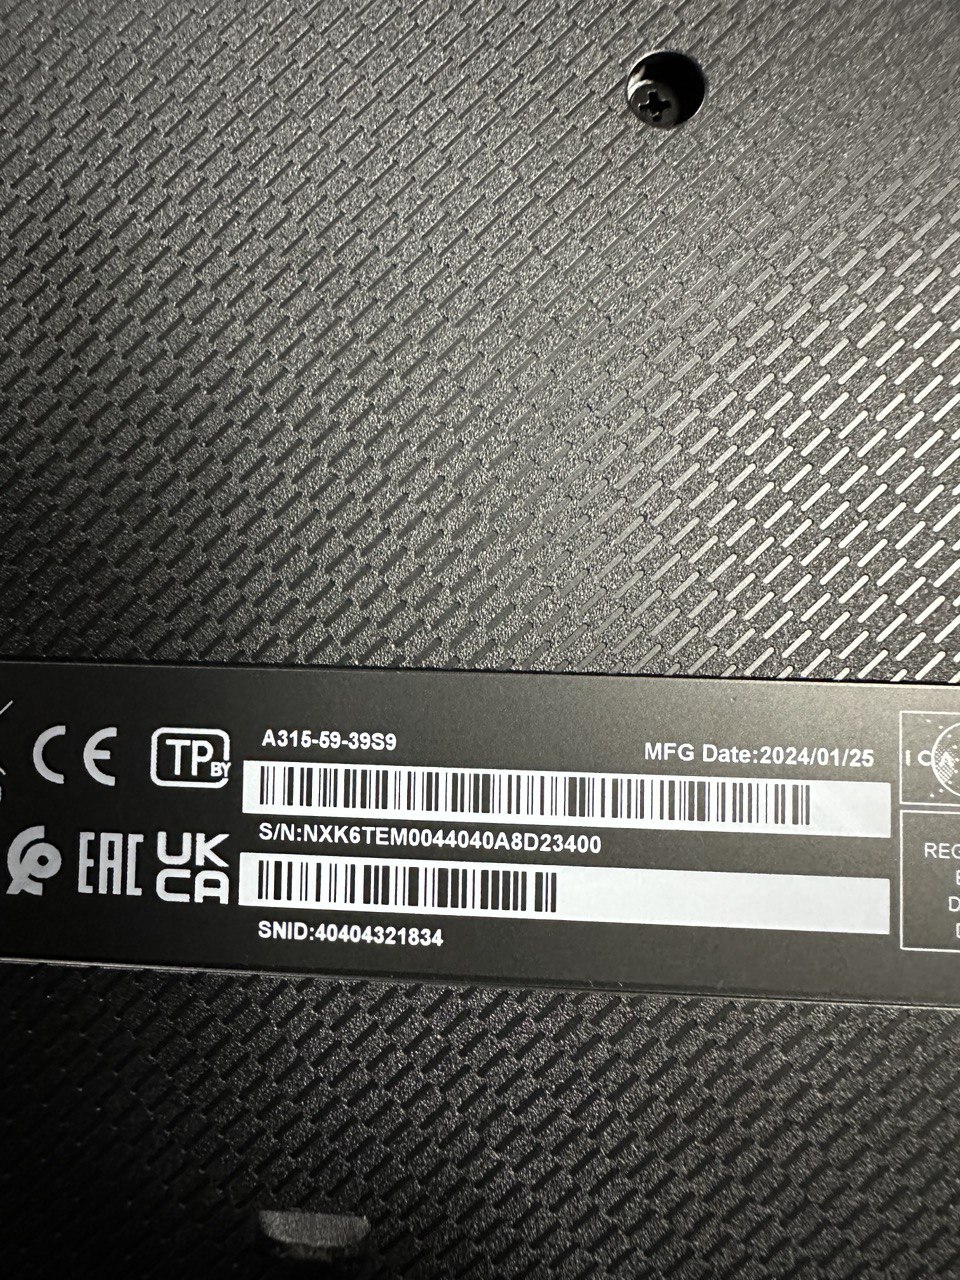 CE
TP BY
A315-59-39S9
MFG Date:2024/01/25
S/N:NXK6TEM0044040A8D23400
EAC
UK
CA
SNID:40404321834
REG